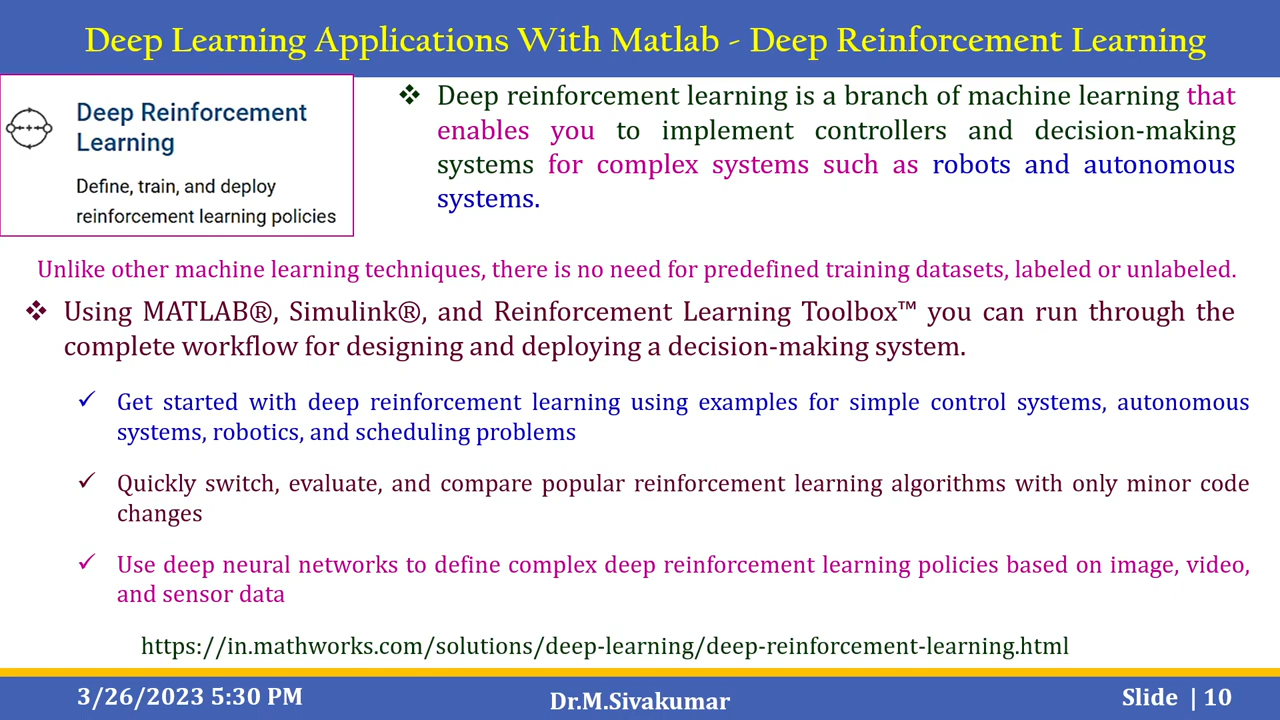 Deep Learning Applications With Matlab - Deep Reinforcement Learning
Deep Reinforcement
Learning
Define, train, and deploy
reinforcement learning policies
❖ Deep reinforcement learning is a branch of machine learning that
enables you to implement controllers and decision-making
systems for complex systems such as robots and autonomous
systems.
Unlike other machine learning techniques, there is no need for predefined training datasets, labeled or unlabeled.
❖ Using MATLAB®, Simulink®, and Reinforcement Learning Toolbox™ you can run through the
complete workflow for designing and deploying a decision-making system.
✓ Get started with deep reinforcement learning using examples for simple control systems, autonomous
systems, robotics, and scheduling problems
✓ Quickly switch, evaluate, and compare popular reinforcement learning algorithms with only minor code
changes
✓ Use deep neural networks to define complex deep reinforcement learning policies based on image, video,
and sensor data
https://in.mathworks.com/solutions/deep-learning/deep-reinforcement-learning.html
3/26/2023 5:30 PM
Dr.M.Sivakumar
Slide | 10